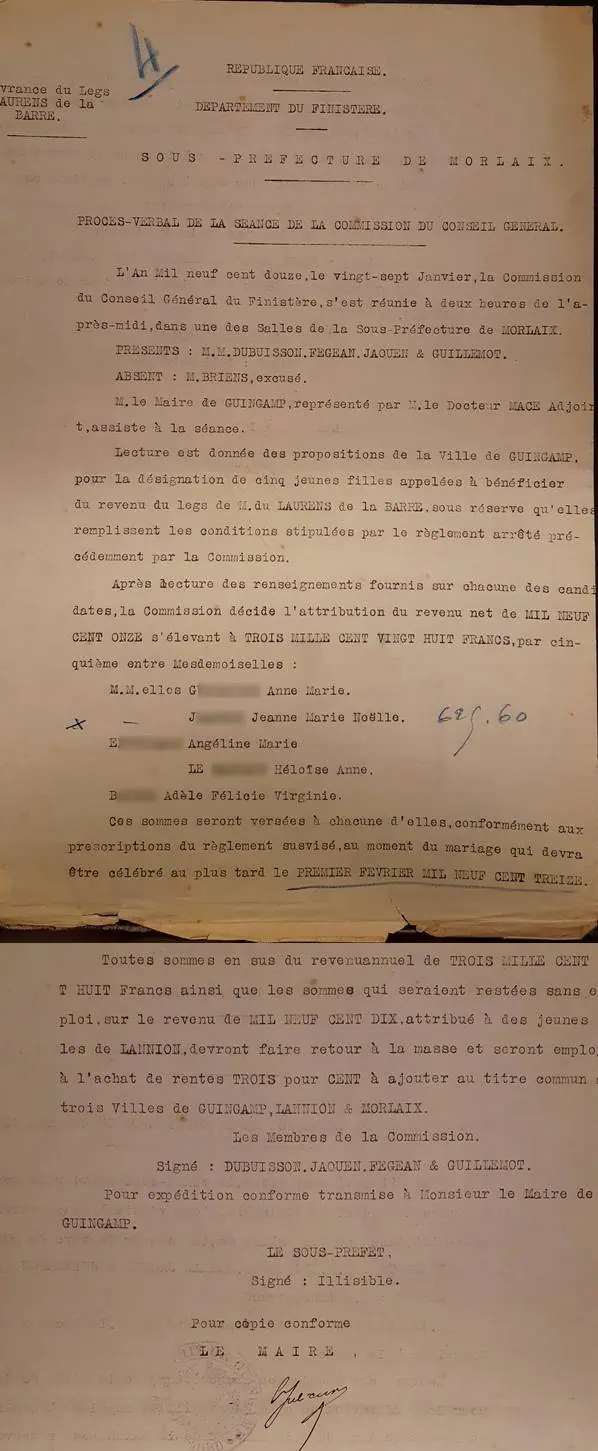 4
REPUBLIQUE FRANCAISE.
vrance du Legs
AURENS de la
BARRE.
DEPARTEMENT DU FINISTERE.
SOUS -PREFECTURE DE MORLAIX.
PROCES-VERBAL DE LA SEANCE DE LA COMMISSION DU CONSEIL GENERAL.
L'An Mil neuf cent douze,le vingt-sept Janvier,la Commission
du Conseil Général du Finistère,s'est réunie à deux heures de l'a-
près-midi,dans une des Salles de la Sous-Préfecture de MORLAIX.
PRESENTS : M.M.DUBUISSON.FEGEAN.JAOUEN & GUILLEMOT.
ABSENT : M.BRIENS,excusé.
M.le Maire de GUINGAMP,représenté par M.le Docteur MACE Adjoin
t,assiste à la séance.
Lecture est donnée des propositions de la Ville de GUINGAMP,
pour la désignation de cinq jeunes filles appelées à bénéficier
du revenu du legs de M.du LAURENS de la BARRE,sous réserve qu'elles
remplissent les conditions stipulées par le règlement arrêté pré-
cédemment par la Commission.
Après lecture des renseignements fournis sur chacune des candi
dates,la Commission décide l'attribution du revenu net de MIL NEUF
CENT ONZE s'élevant à TROIS MILLE CENT VINGT HUIT FRANCS,par cin-
quième entre Mesdemoiselles :
M.M.elles G Anne Marie.
x — J Jeanne Marie Noëlle. 625.60
E Angéline Marie
LE Héloïse Anne.
B Adèle Félicie Virginie.
Ces sommes seront versées à chacune d'elles,conformément aux
prescriptions du règlement susvisé,au moment du mariage qui devra
être célébré au plus tard le PREMIER FEVRIER MIL NEUF CENT TREIZE.
Toutes sommes en sus du revenuannuel de TROIS MILLE CENT
T HUIT Francs ainsi que les sommes qui seraient restées sans e
ploi,sur le revenu de MIL NEUF CENT DIX,attribué à des jeunes
les de LANNION,devront faire retour à la masse et seront emplo
à l'achat de rentes TROIS pour CENT à ajouter au titre commun
trois Villes de GUINGAMP,LANNION & MORLAIX.
Les Membres de la Commission.
Signé : DUBUISSON.JAOUEN.FEGEAN & GUILLEMOT.
Pour expédition conforme transmise à Monsieur le Maire de
GUINGAMP.
LE SOUS-PREFET,
Signé : Illisible.
Pour copie conforme
LE MAIRE ,